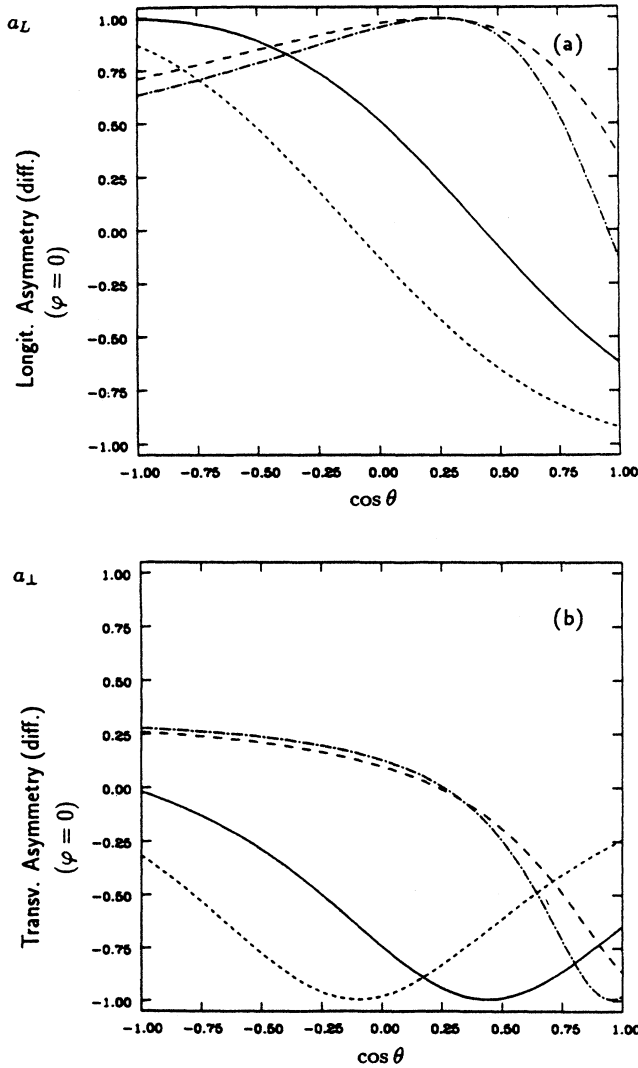 a_L
(a)
Longit. Asymmetry (diff.)
(φ = 0)
1.00
0.75
0.50
0.25
0.00
-0.25
-0.50
-0.75
-1.00
-1.00 -0.75 -0.50 -0.25 0.00 0.25 0.50 0.75 1.00
cos θ
a_⊥
(b)
Transv. Asymmetry (diff.)
(φ = 0)
1.00
0.75
0.50
0.25
0.00
-0.25
-0.50
-0.75
-1.00
-1.00 -0.75 -0.50 -0.25 0.00 0.25 0.50 0.75 1.00
cos θ